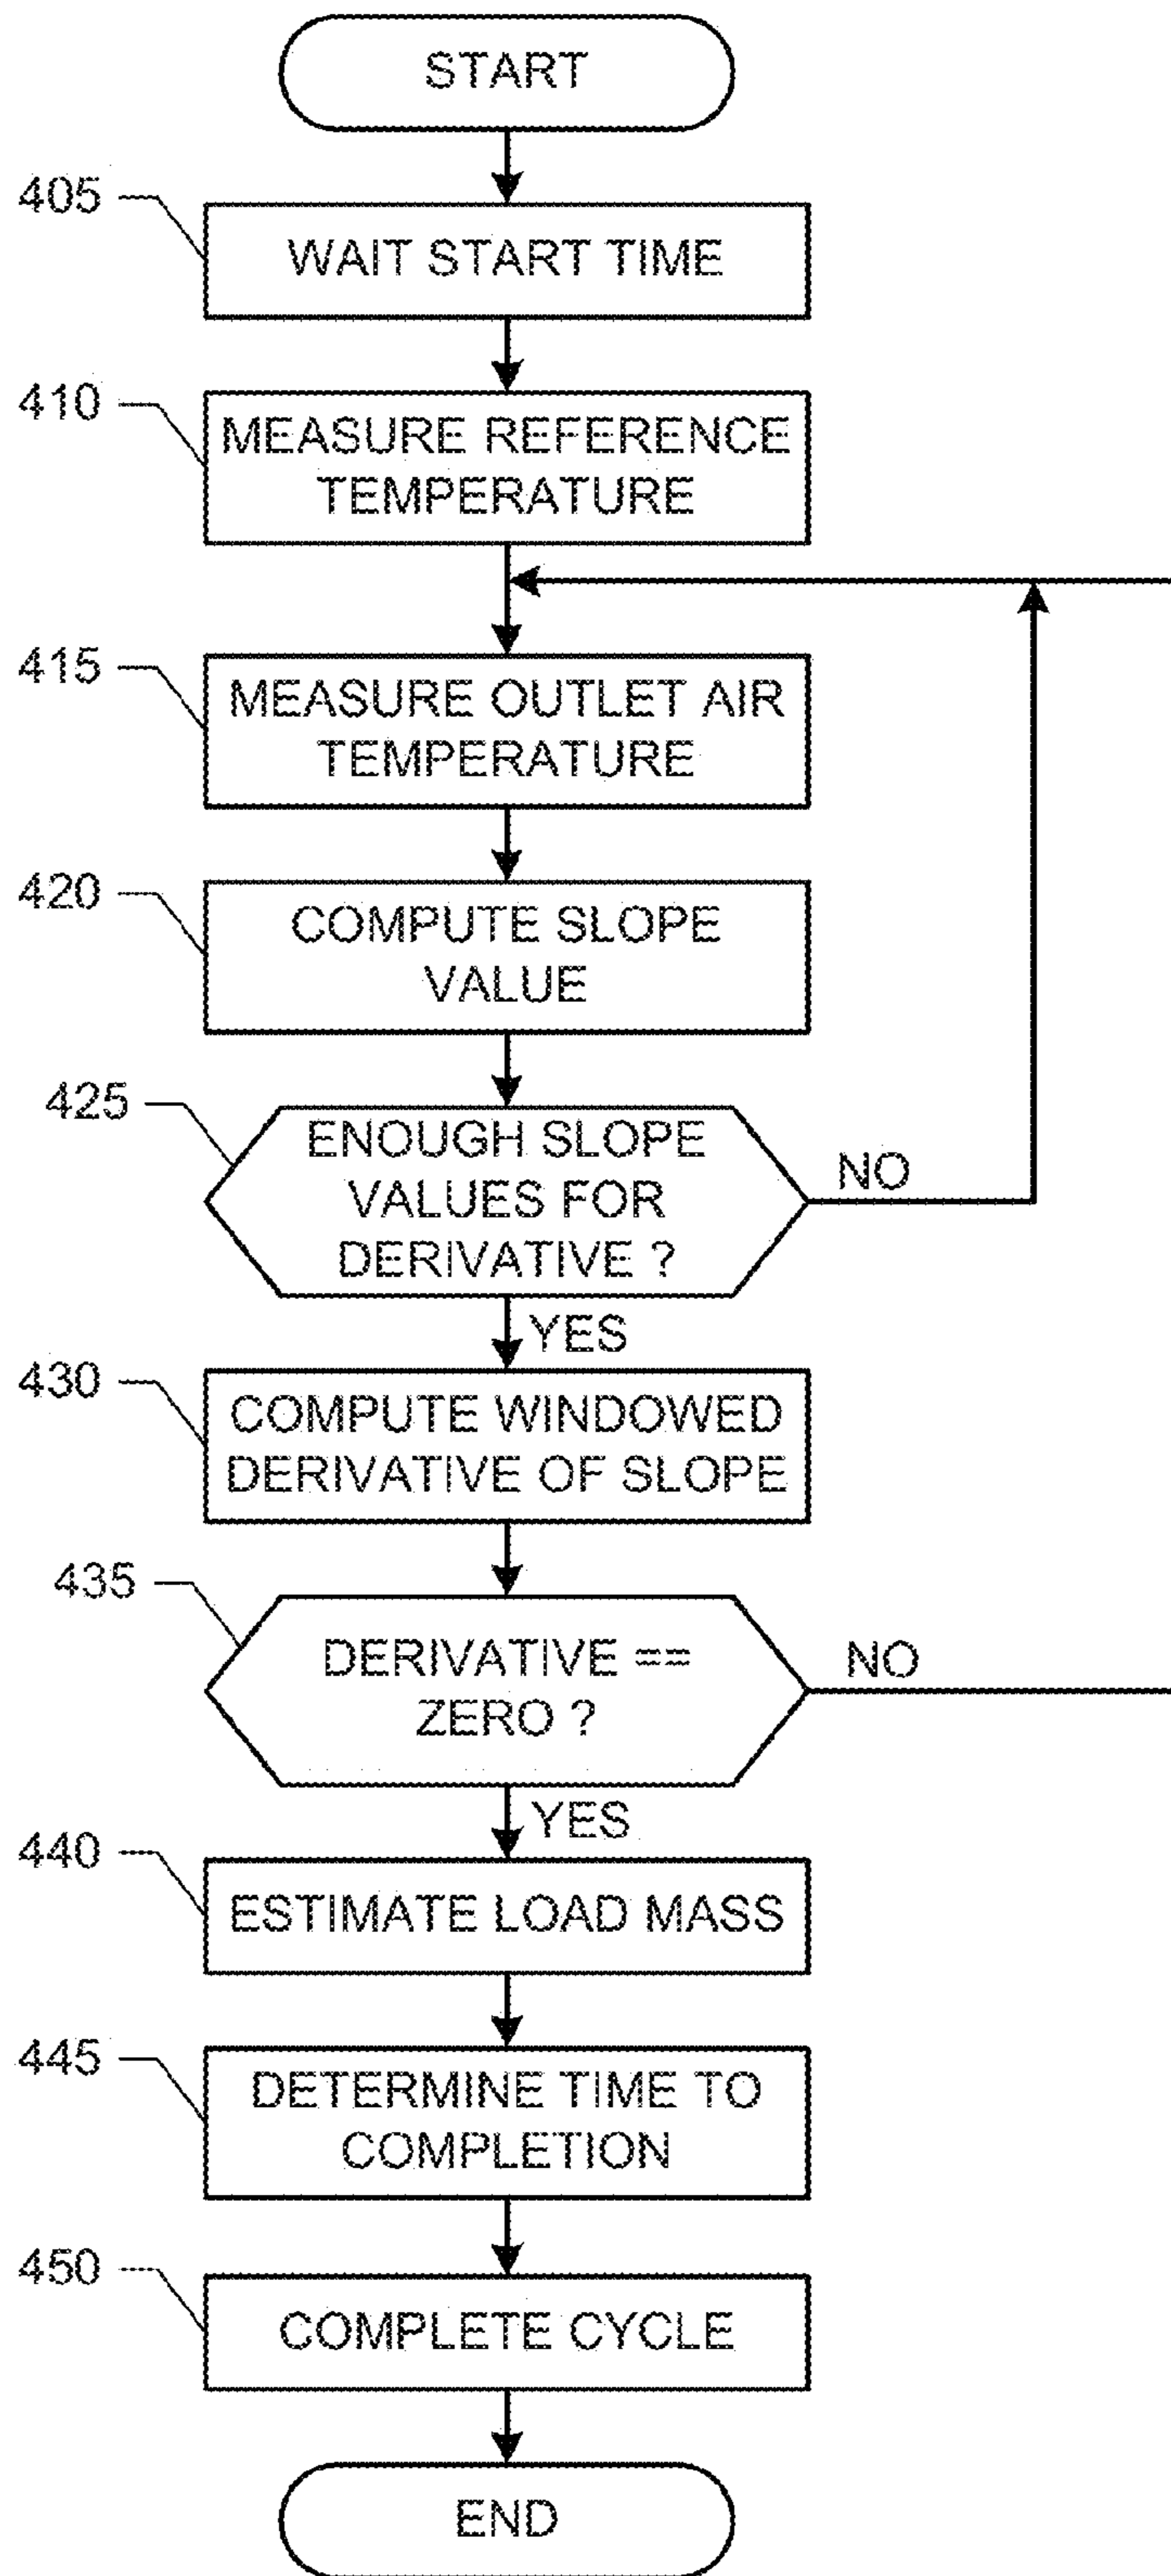 START
405
WAIT START TIME
410
MEASURE REFERENCE
TEMPERATURE
415
MEASURE OUTLET AIR
TEMPERATURE
420
COMPUTE SLOPE
VALUE
425
ENOUGH SLOPE
VALUES FOR
DERIVATIVE ?
NO
YES
430
COMPUTE WINDOWED
DERIVATIVE OF SLOPE
435
DERIVATIVE ==
ZERO ?
NO
YES
440
ESTIMATE LOAD MASS
445
DETERMINE TIME TO
COMPLETION
450
COMPLETE CYCLE
END